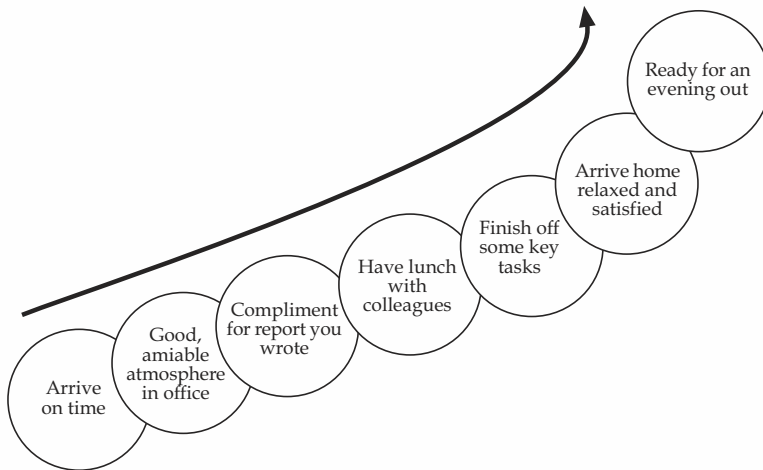 Arrive
on time
Good,
amiable
atmosphere
in office
Compliment
for report you
wrote
Have lunch
with
colleagues
Finish off
some key
tasks
Arrive home
relaxed and
satisfied
Ready for an
evening out